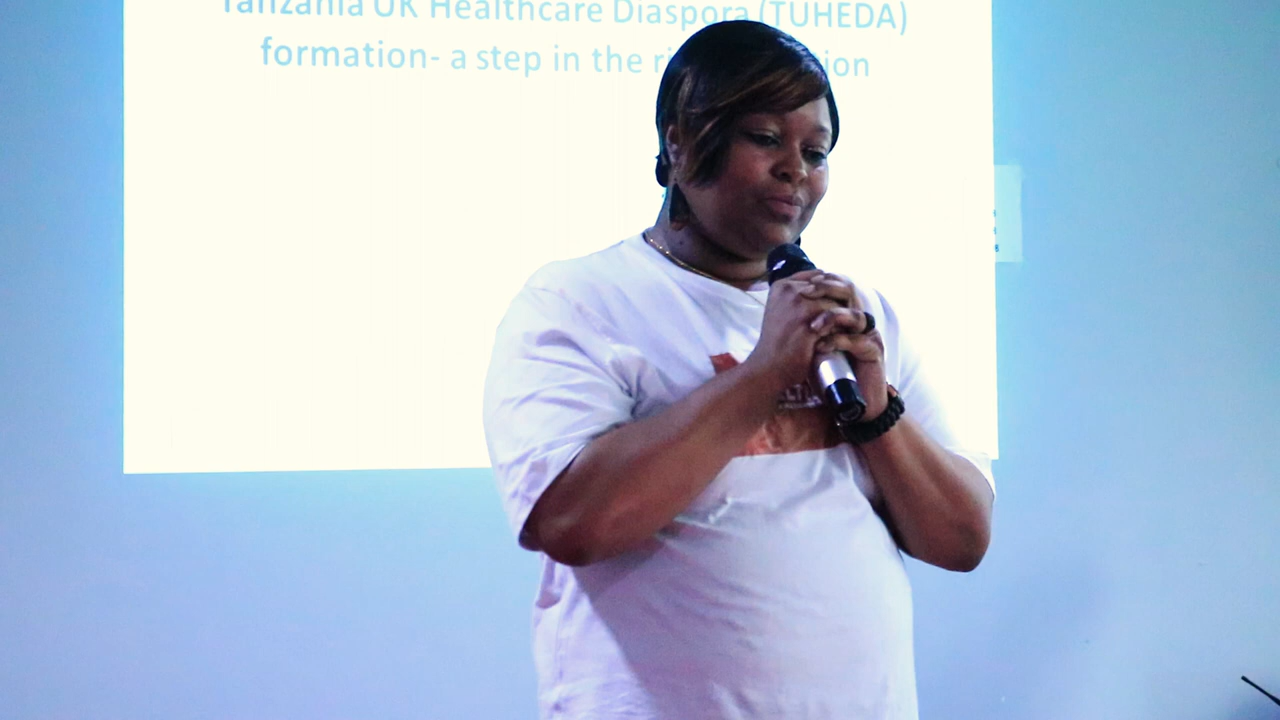 Tanzania UK Healthcare Diaspora (TUHEDA)
formation- a step in the